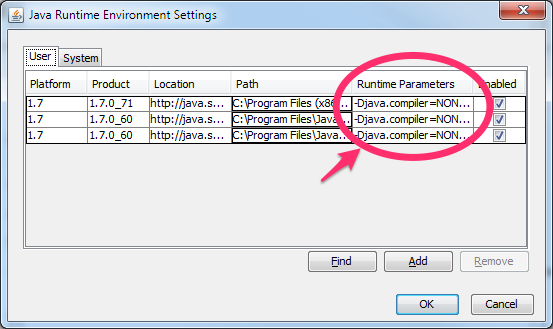 Java Runtime Environment Settings
User System
Platform Product Location Path Runtime Parameters Enabled
1.7 1.7.0_71 http://java.s... C:\Program Files (x86... -Djava.compiler=NON...
1.7 1.7.0_60 http://java.s... C:\Program Files\Java... -Djava.compiler=NON...
1.7 1.7.0_60 http://java.s... C:\Program Files\Java... -Djava.compiler=NON...
Find Add Remove
OK Cancel